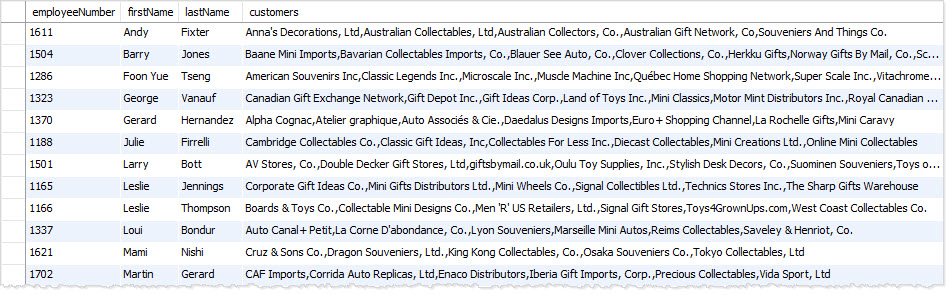 employeeNumber firstName lastName customers
1611 Andy Fixter Anna's Decorations, Ltd,Australian Collectables, Ltd,Australian Collectors, Co.,Australian Gift Network, Co,Souveniers And Things Co.
1504 Barry Jones Baane Mini Imports,Bavarian Collectables Imports, Co.,Blauer See Auto, Co.,Clover Collections, Co.,Herkku Gifts,Norway Gifts By Mail, Co.,Sc...
1286 Foon Yue Tseng American Souvenirs Inc,Classic Legends Inc.,Microscale Inc.,Muscle Machine Inc,Québec Home Shopping Network,Super Scale Inc.,Vitachrome...
1323 George Vanauf Canadian Gift Exchange Network,Gift Depot Inc.,Gift Ideas Corp.,Land of Toys Inc.,Mini Classics,Motor Mint Distributors Inc.,Royal Canadian ...
1370 Gerard Hernandez Alpha Cognac,Atelier graphique,Auto Associés & Cie.,Daedalus Designs Imports,Euro+ Shopping Channel,La Rochelle Gifts,Mini Caravy
1188 Julie Firrelli Cambridge Collectables Co.,Classic Gift Ideas, Inc,Collectables For Less Inc.,Diecast Collectables,Mini Creations Ltd.,Online Mini Collectables
1501 Larry Bott AV Stores, Co.,Double Decker Gift Stores, Ltd,giftsbymail.co.uk,Oulu Toy Supplies, Inc.,Stylish Desk Decors, Co.,Suominen Souveniers,Toys o...
1165 Leslie Jennings Corporate Gift Ideas Co.,Mini Gifts Distributors Ltd.,Mini Wheels Co.,Signal Collectibles Ltd.,Technics Stores Inc.,The Sharp Gifts Warehouse
1166 Leslie Thompson Boards & Toys Co.,Collectable Mini Designs Co.,Men 'R' US Retailers, Ltd.,Signal Gift Stores,Toys4GrownUps.com,West Coast Collectables Co.
1337 Loui Bondur Auto Canal+ Petit,La Corne D'abondance, Co.,Lyon Souveniers,Marseille Mini Autos,Reims Collectables,Saveley & Henriot, Co.
1621 Mami Nishi Cruz & Sons Co.,Dragon Souveniers, Ltd.,King Kong Collectables, Co.,Osaka Souveniers Co.,Tokyo Collectables, Ltd
1702 Martin Gerard CAF Imports,Corrida Auto Replicas, Ltd,Enaco Distributors,Iberia Gift Imports, Corp.,Precious Collectables,Vida Sport, Ltd